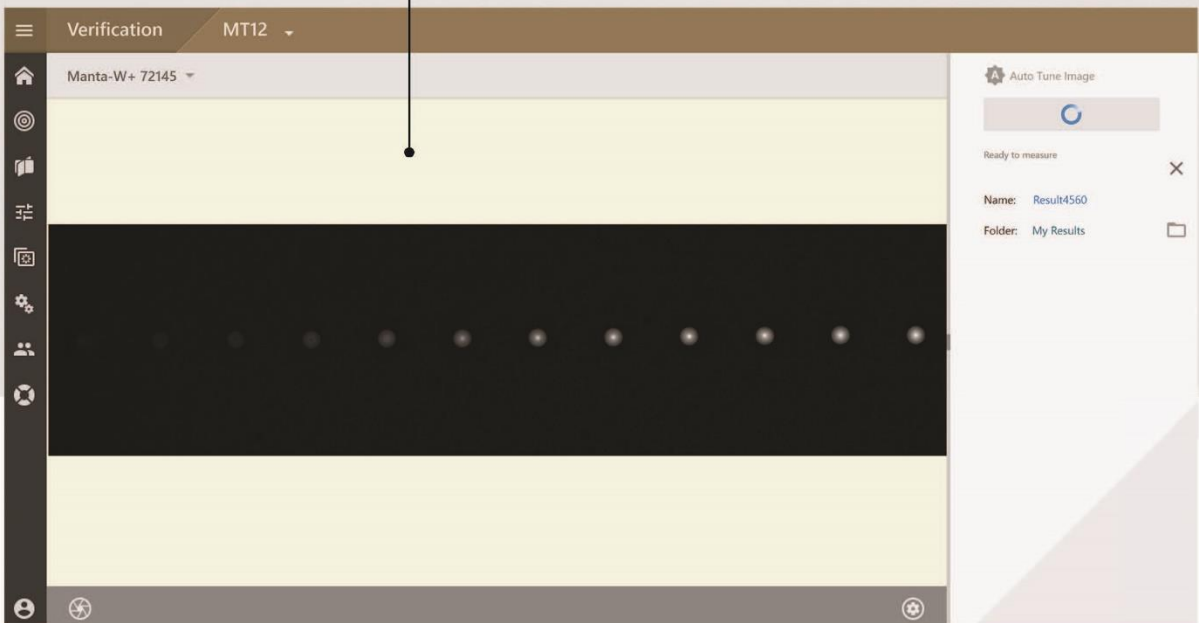 Verification MT12
Manta-W+ 72145
Auto Tune Image
Ready to measure
Name: Result4560
Folder: My Results